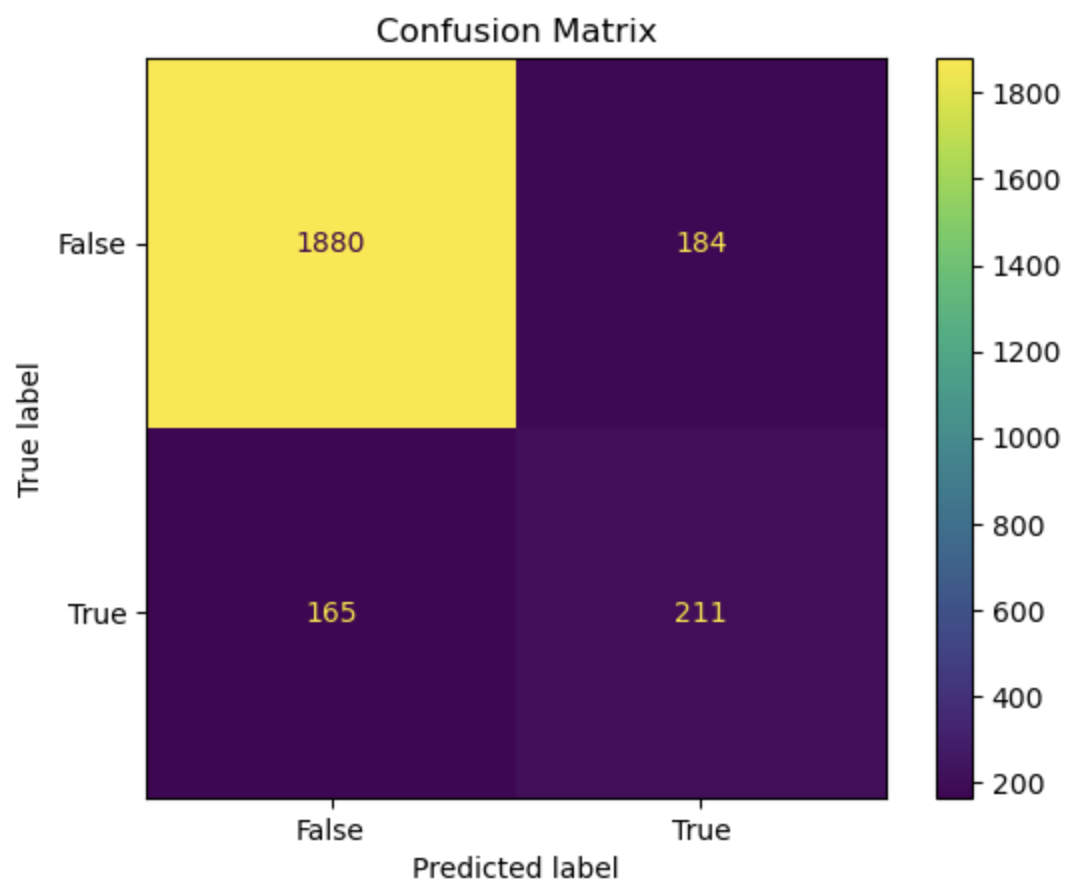 Confusion Matrix
True label
False
True
1880
184
165
211
False
True
Predicted label
1800
1600
1400
1200
1000
800
600
400
200